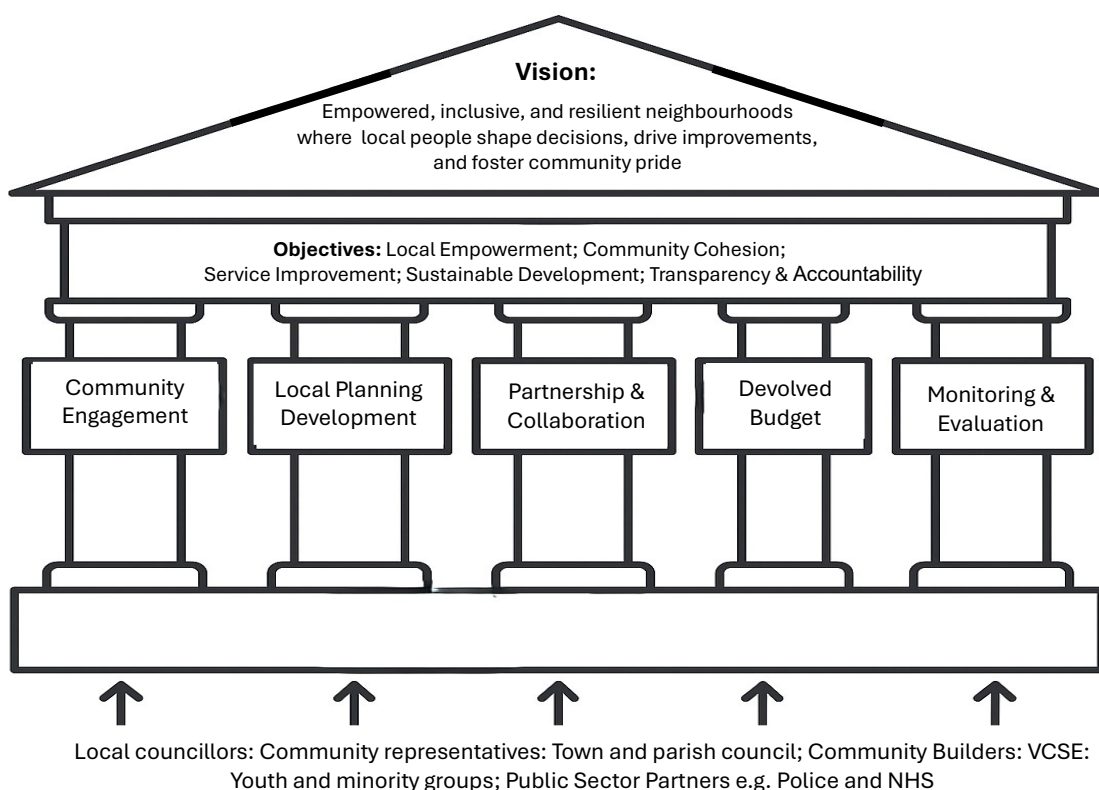 Vision:
Empowered, inclusive, and resilient neighbourhoods
where local people shape decisions, drive improvements,
and foster community pride
Objectives: Local Empowerment; Community Cohesion;
Service Improvement; Sustainable Development; Transparency & Accountability
Community
Engagement
Local Planning
Development
Partnership &
Collaboration
Devolved
Budget
Monitoring &
Evaluation
Local councillors: Community representatives: Town and parish council; Community Builders: VCSE:
Youth and minority groups; Public Sector Partners e.g. Police and NHS